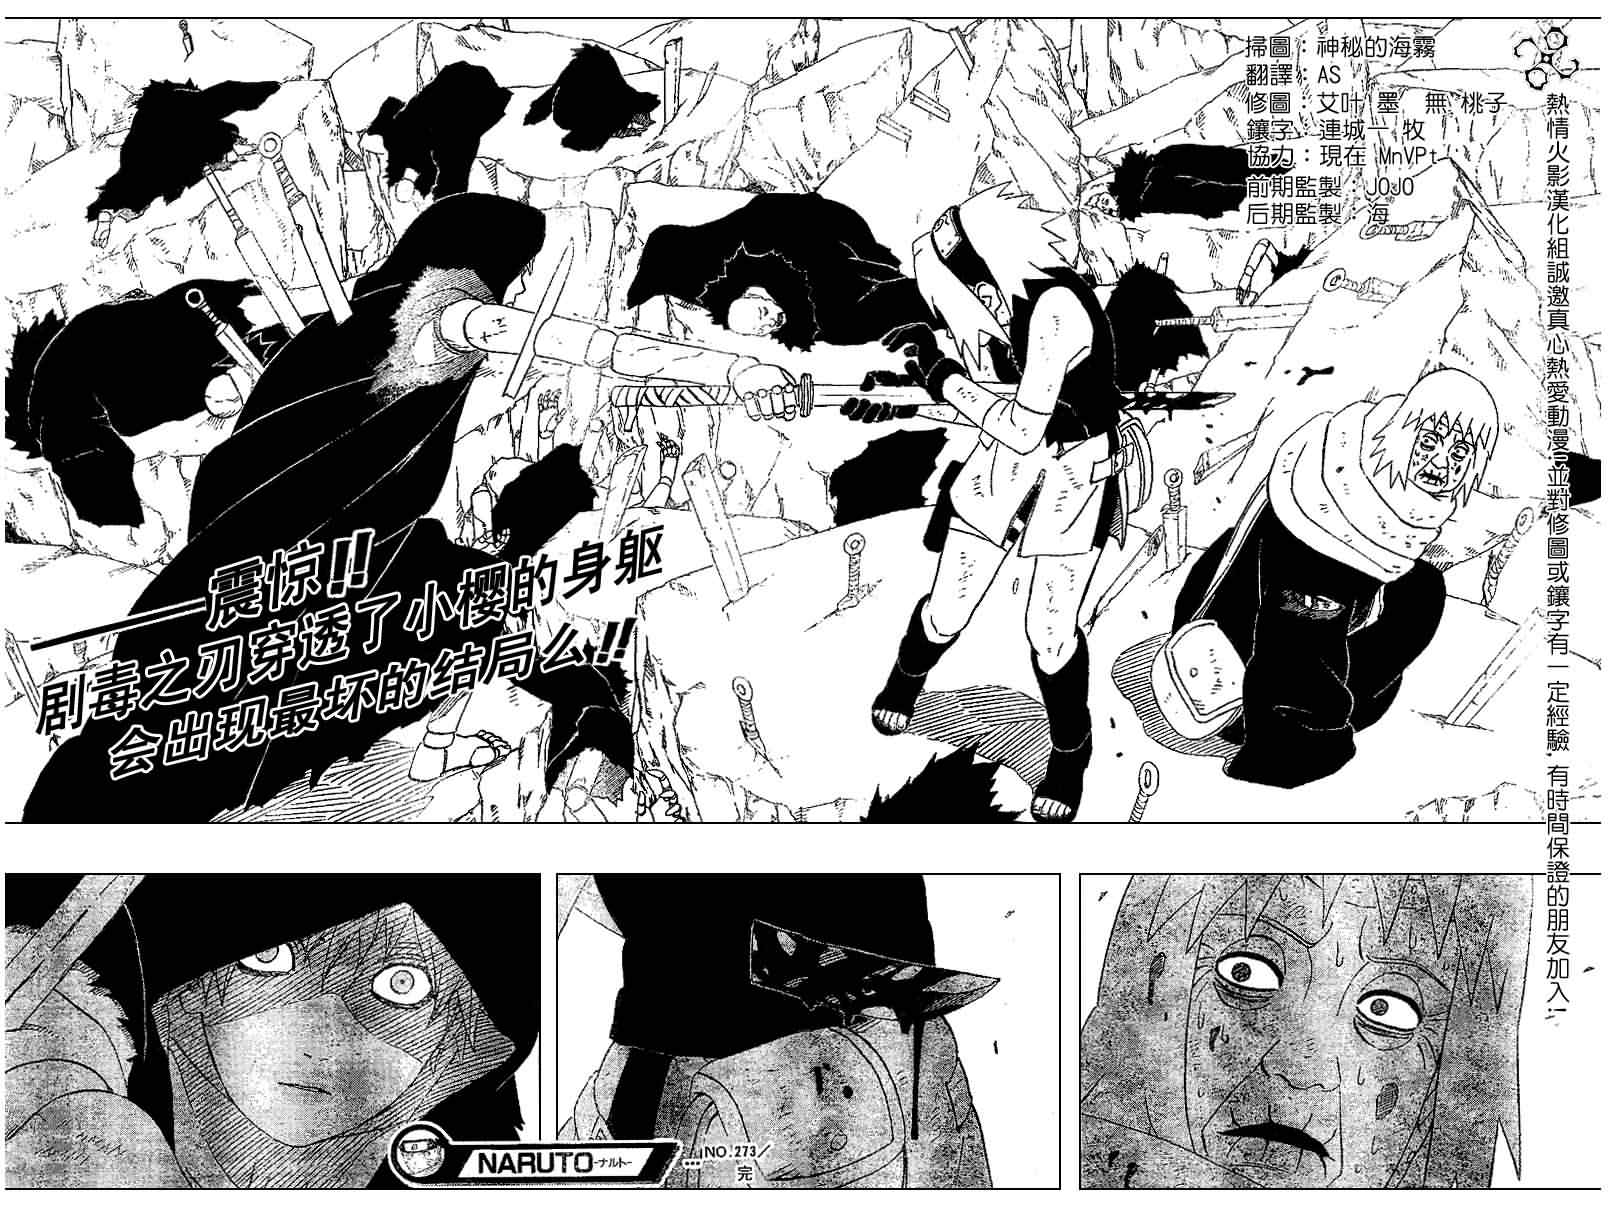 掃圖:神秘的海霧
翻譯:AS
修圖:艾叶 墨 無 桃子
鑲字:連城一 牧
協力:現在 MnVPt
前期監製:JOJO
后期監製:海
熱情火影漢化組誠邀真心熱愛動漫,並對修圖或鑲字有一定經驗,有時間保證的朋友加入!
震惊!!
剧毒之刃穿透了小樱的身躯
会出现最坏的结局么!!
NARUTO-ナルト-
...NO.273/
完